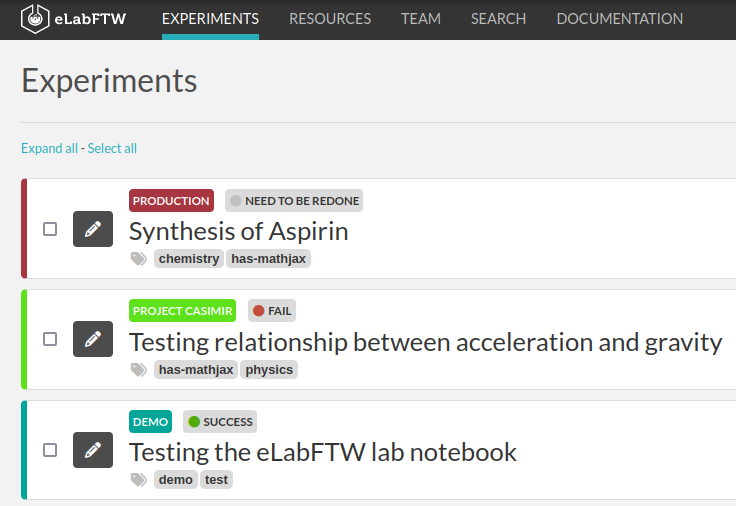 eLabFTW EXPERIMENTS RESOURCES TEAM SEARCH DOCUMENTATION
Experiments
Expand all - Select all
PRODUCTION NEED TO BE REDONE
Synthesis of Aspirin
chemistry has-mathjax
PROJECT CASIMIR FAIL
Testing relationship between acceleration and gravity
has-mathjax physics
DEMO SUCCESS
Testing the eLabFTW lab notebook
demo test